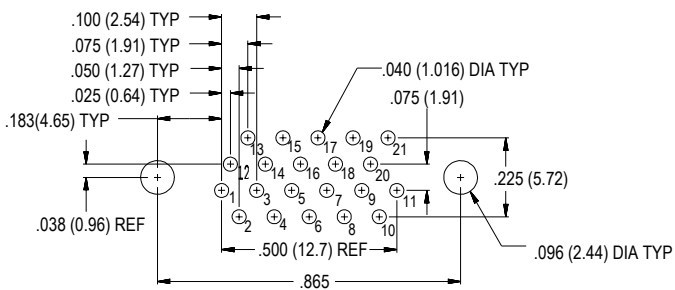 .100 (2.54) TYP
.075 (1.91) TYP
.050 (1.27) TYP
.025 (0.64) TYP
.183(4.65) TYP
.040 (1.016) DIA TYP
.075 (1.91)
13 15 17 19 21
12 14 16 18 20
1 3 5 7 9 11
2 4 6 8 10
.225 (5.72)
.038 (0.96) REF
.500 (12.7) REF
.096 (2.44) DIA TYP
.865